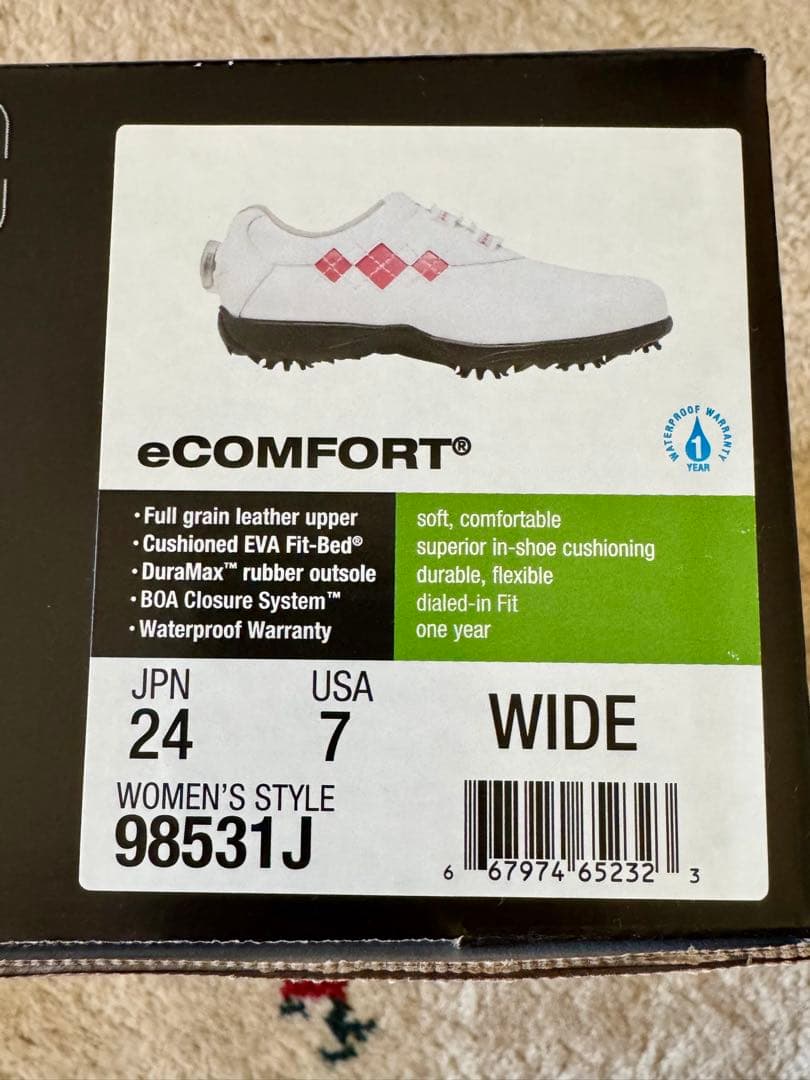 eCOMFORT®
WATERPROOF WARRANTY
1
YEAR
• Full grain leather upper soft, comfortable
• Cushioned EVA Fit-Bed® superior in-shoe cushioning
• DuraMax™ rubber outsole durable, flexible
• BOA Closure System™ dialed-in Fit
• Waterproof Warranty one year
JPN USA
24 7 WIDE
WOMEN'S STYLE
98531J
6 67974 65232 3